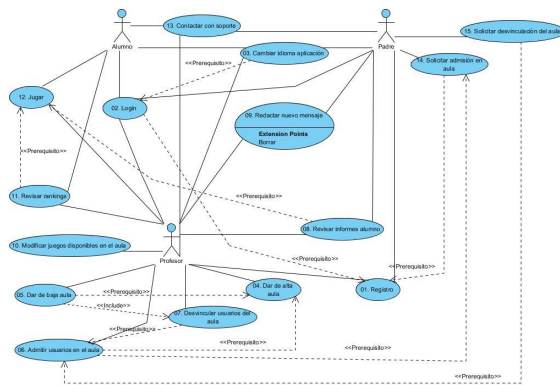 13. Contactar con soporte
Alumno
Padre
15. Solicitar desvinculación del aula
03. Cambiar idioma aplicación
14. Solicitar admisión en
aula
<<Prerequisito>>
12. Jugar
02. Login
09. Redactar nuevo mensaje
Extension Points
Borrar
<<Prerequisito>>
<<Prerequisito>>
<<Prerequisito>>
11. Revisar rankings
<<Prerequisito>>
08. Revisar informes alumno
10. Modificar juegos disponibles en el aula
Profesor
<<Prerequisito>>
05. Dar de baja
aula
<<Prerequisito>>
04. Dar de alta
aula
01. Registro
<<Include>>
07. Desvincular usuarios del
aula
<<Prerequisito>>
06. Admitir usuarios en el aula
<<Prerequisito>>
<<Prerequisito>>
<<Prerequisito>>